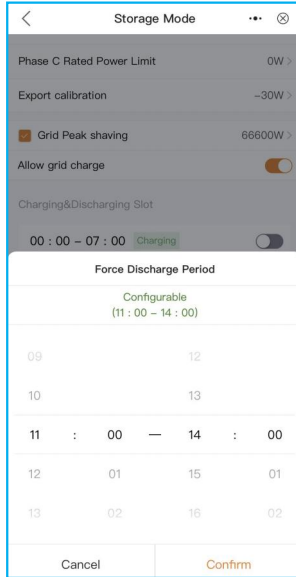 Storage Mode
Phase C Rated Power Limit 0W >
Export calibration -30W >
Grid Peak shaving 66600W >
Allow grid charge
Charging&Discharging Slot
00 : 00 – 07 : 00 Charging
Force Discharge Period
Configurable
(11 : 00 – 14 : 00)
09 12
10 13
11 : 00 — 14 : 00
12 01 15 01
13 02 16 02
Cancel Confirm